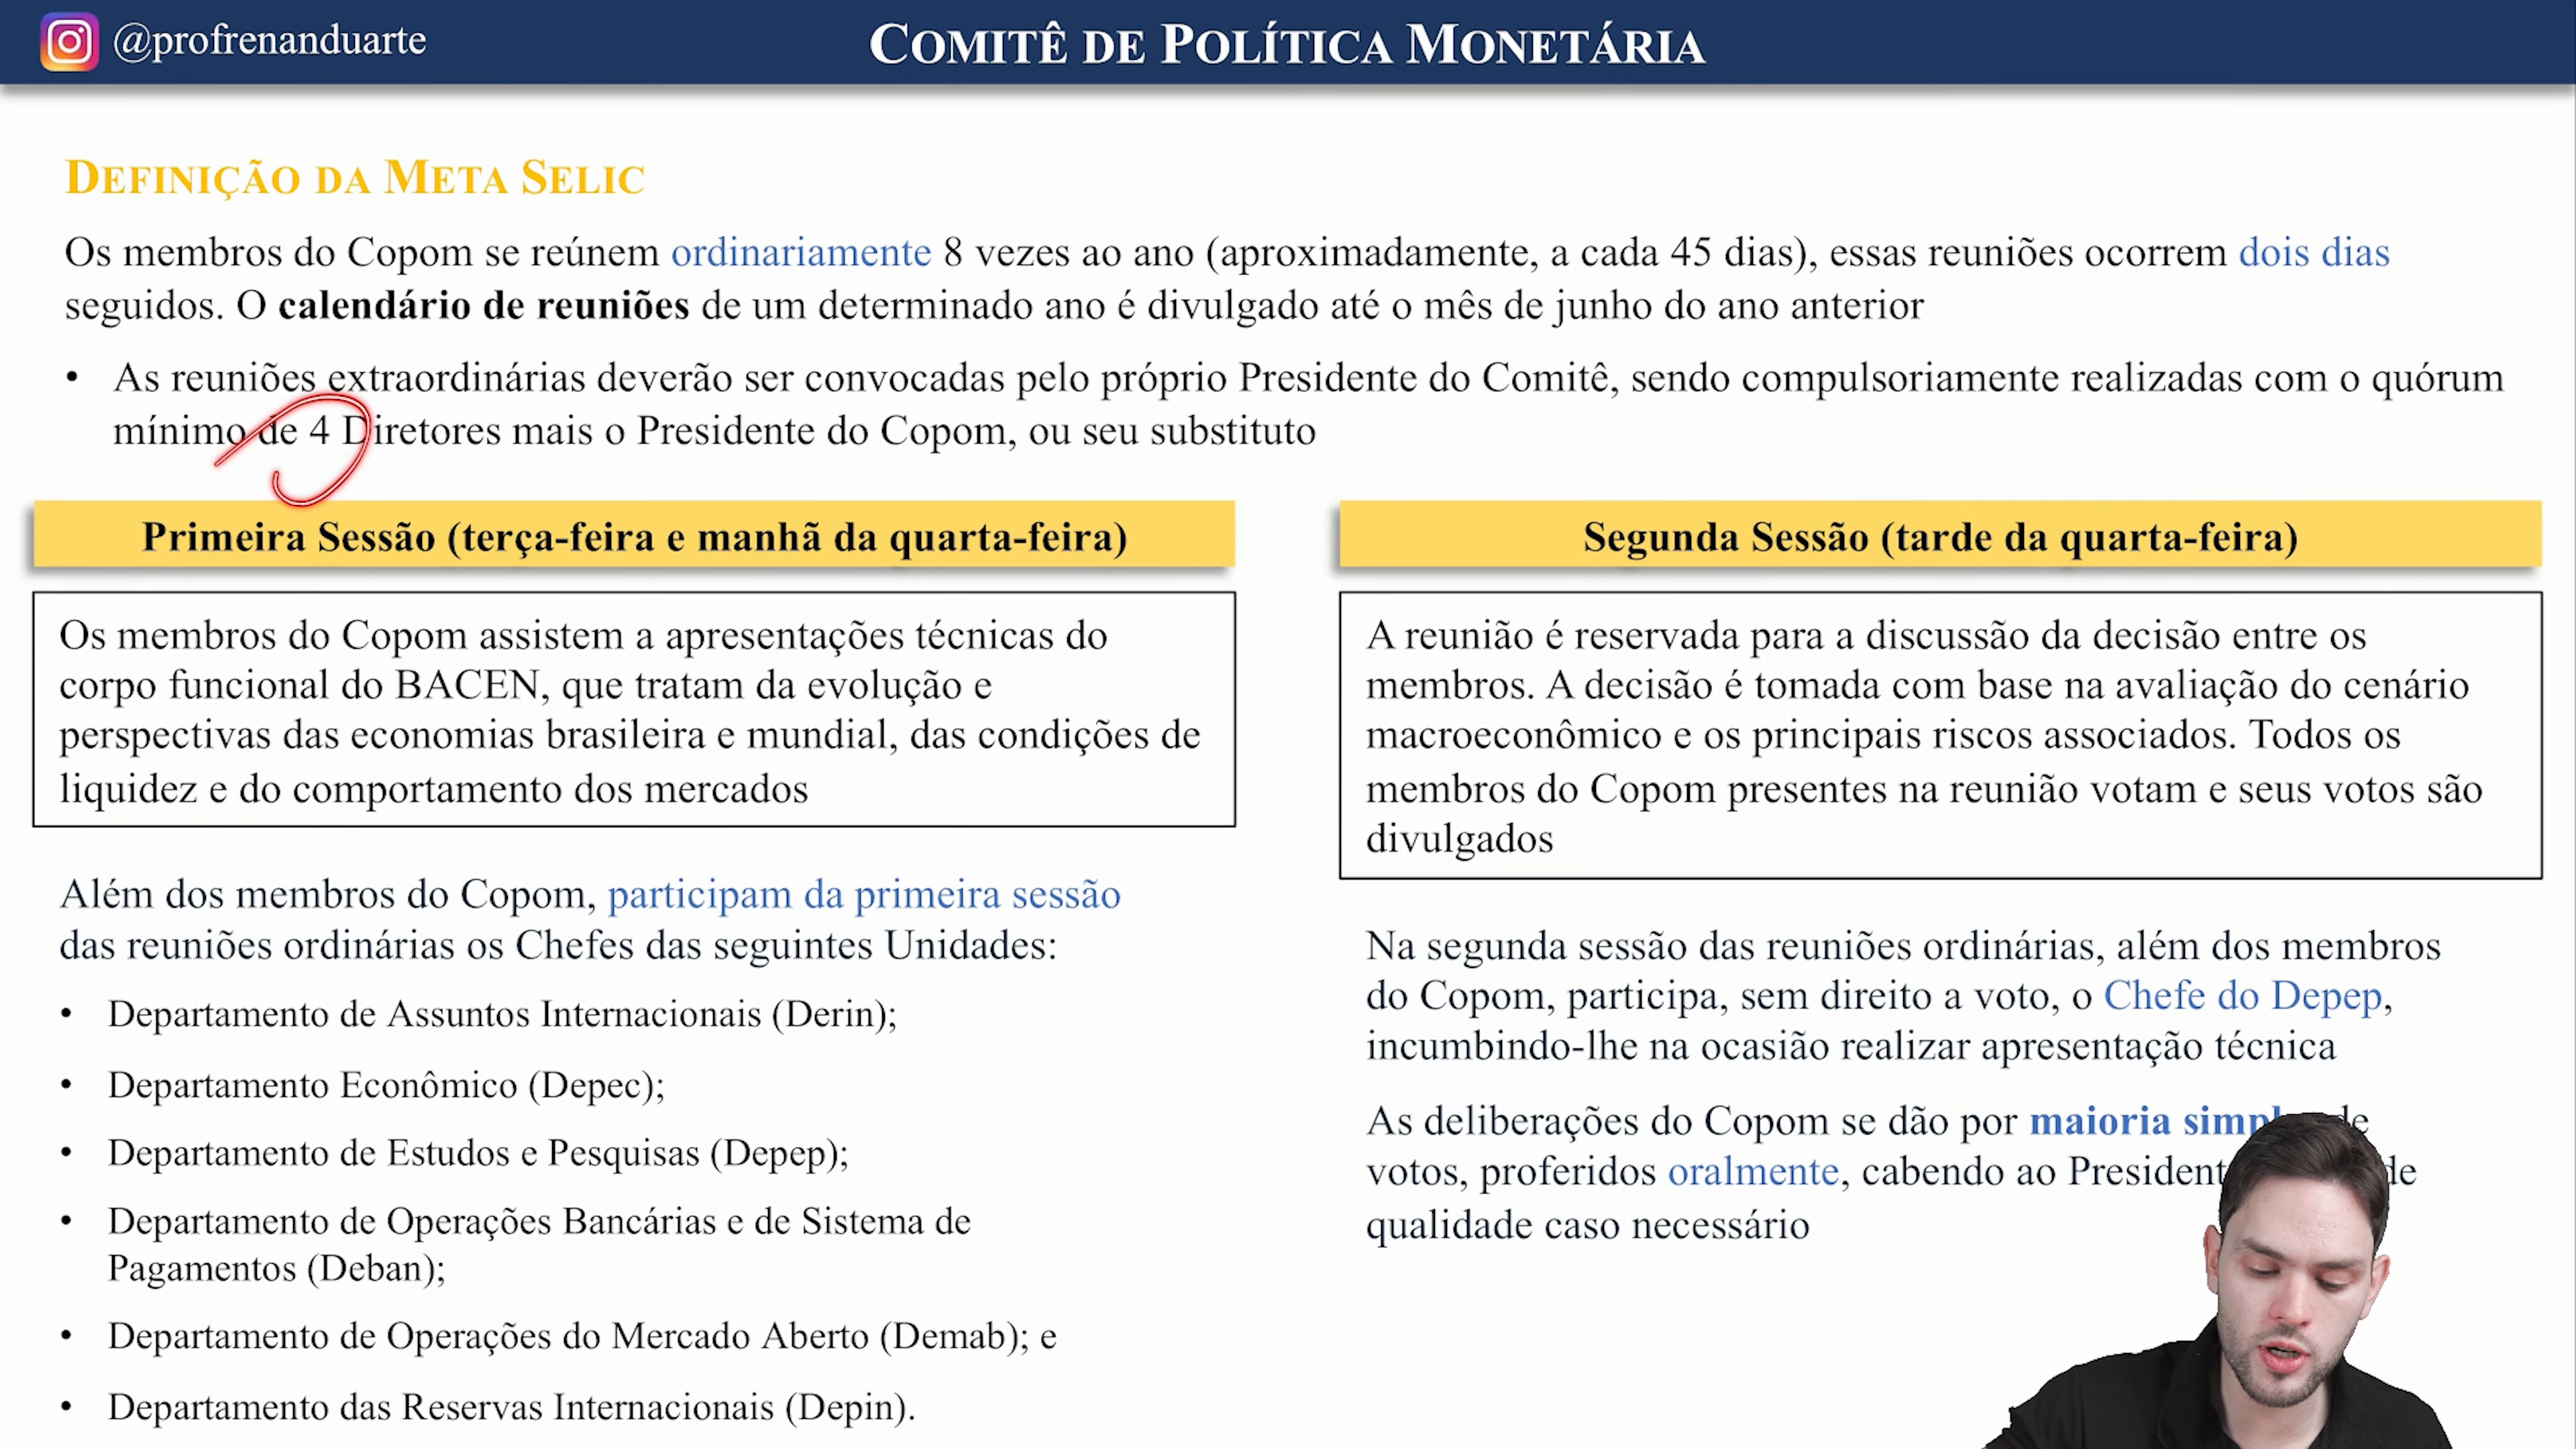 @profrenanduarte
COMITÊ DE POLÍTICA MONETÁRIA
DEFINIÇÃO DA META SELIC
Os membros do Copom se reúnem ordinariamente 8 vezes ao ano (aproximadamente, a cada 45 dias), essas reuniões ocorrem dois dias
seguidos. O calendário de reuniões de um determinado ano é divulgado até o mês de junho do ano anterior
• As reuniões extraordinárias deverão ser convocadas pelo próprio Presidente do Comitê, sendo compulsoriamente realizadas com o quórum
mínimo de 4 Diretores mais o Presidente do Copom, ou seu substituto
Primeira Sessão (terça-feira e manhã da quarta-feira)
Os membros do Copom assistem a apresentações técnicas do
corpo funcional do BACEN, que tratam da evolução e
perspectivas das economias brasileira e mundial, das condições de
liquidez e do comportamento dos mercados
Além dos membros do Copom, participam da primeira sessão
das reuniões ordinárias os Chefes das seguintes Unidades:
• Departamento de Assuntos Internacionais (Derin);
• Departamento Econômico (Depec);
• Departamento de Estudos e Pesquisas (Depep);
• Departamento de Operações Bancárias e de Sistema de
Pagamentos (Deban);
• Departamento de Operações do Mercado Aberto (Demab); e
• Departamento das Reservas Internacionais (Depin).
Segunda Sessão (tarde da quarta-feira)
A reunião é reservada para a discussão da decisão entre os
membros. A decisão é tomada com base na avaliação do cenário
macroeconômico e os principais riscos associados. Todos os
membros do Copom presentes na reunião votam e seus votos são
divulgados
Na segunda sessão das reuniões ordinárias, além dos membros
do Copom, participa, sem direito a voto, o Chefe do Depep,
incumbindo-lhe na ocasião realizar apresentação técnica
As deliberações do Copom se dão por maioria de
votos, proferidos oralmente, cabendo ao de
qualidade caso necessário